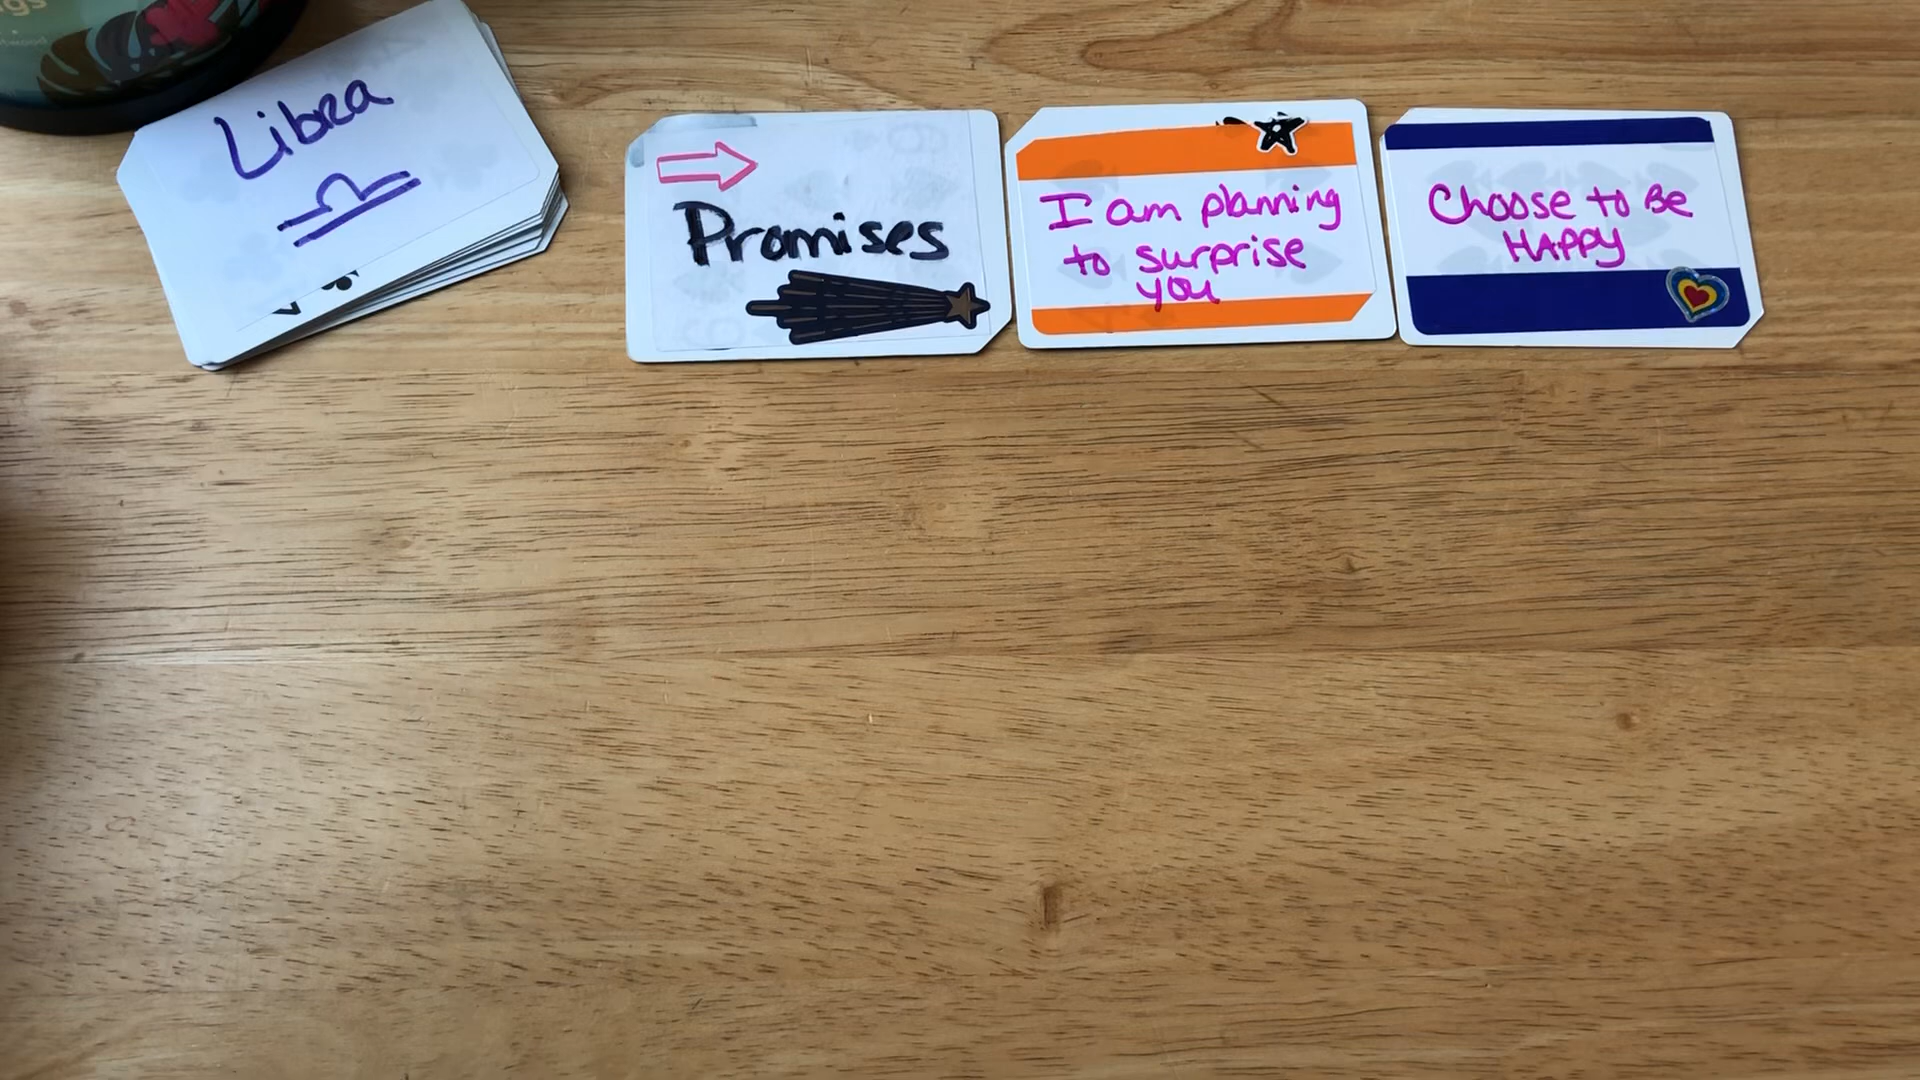 Libra
Promises
I am planning
to surprise
you
Choose to Be
HAPPY